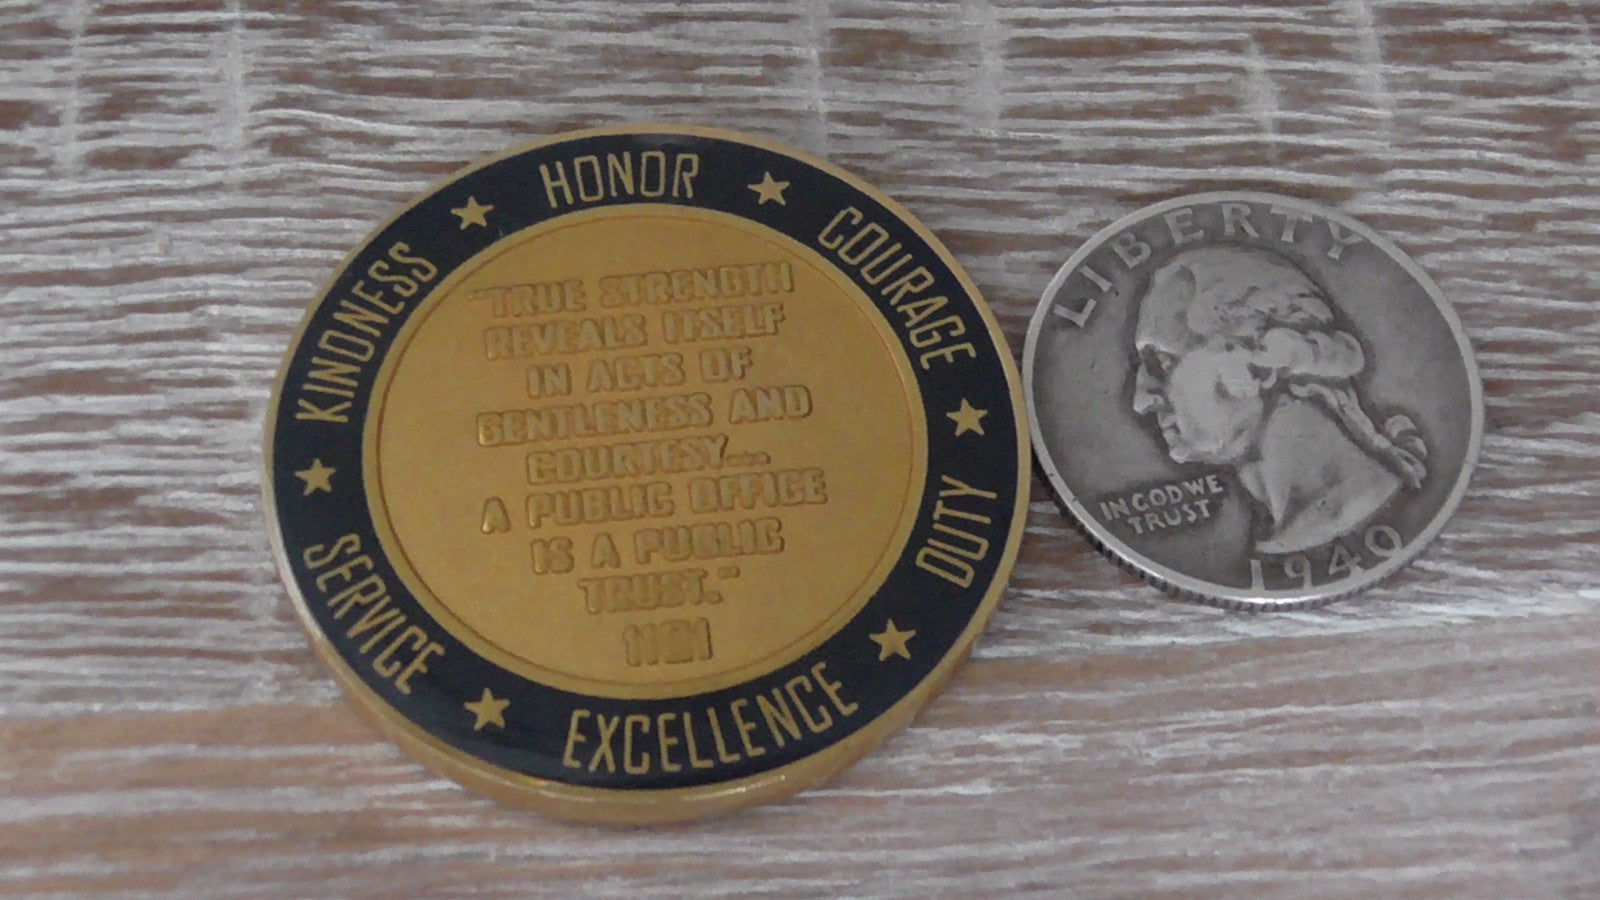 HONOR
COURAGE
DUTY
EXCELLENCE
SERVICE
KINDNESS
"TRUE STRENGTH
REVEALS ITSELF
IN ACTS OF
GENTLENESS AND
COURTESY...
A PUBLIC OFFICE
IS A PUBLIC
TRUST."
LIBERTY
IN GOD WE
TRUST
1940